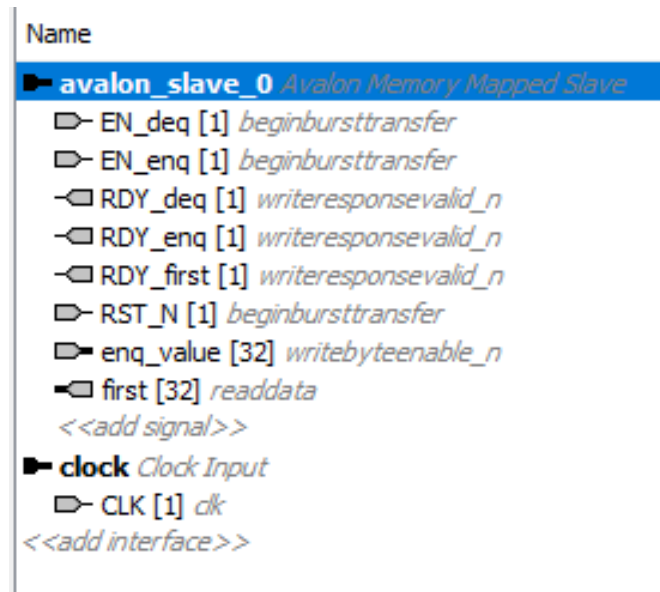 Name
avalon_slave_0 Avalon Memory Mapped Slave
EN_deq [1] beginbursttransfer
EN_enq [1] beginbursttransfer
RDY_deq [1] writeresponsevalid_n
RDY_enq [1] writeresponsevalid_n
RDY_first [1] writeresponsevalid_n
RST_N [1] beginbursttransfer
enq_value [32] writebyteenable_n
first [32] readdata
<<add signal>>
clock Clock Input
CLK [1] clk
<<add interface>>